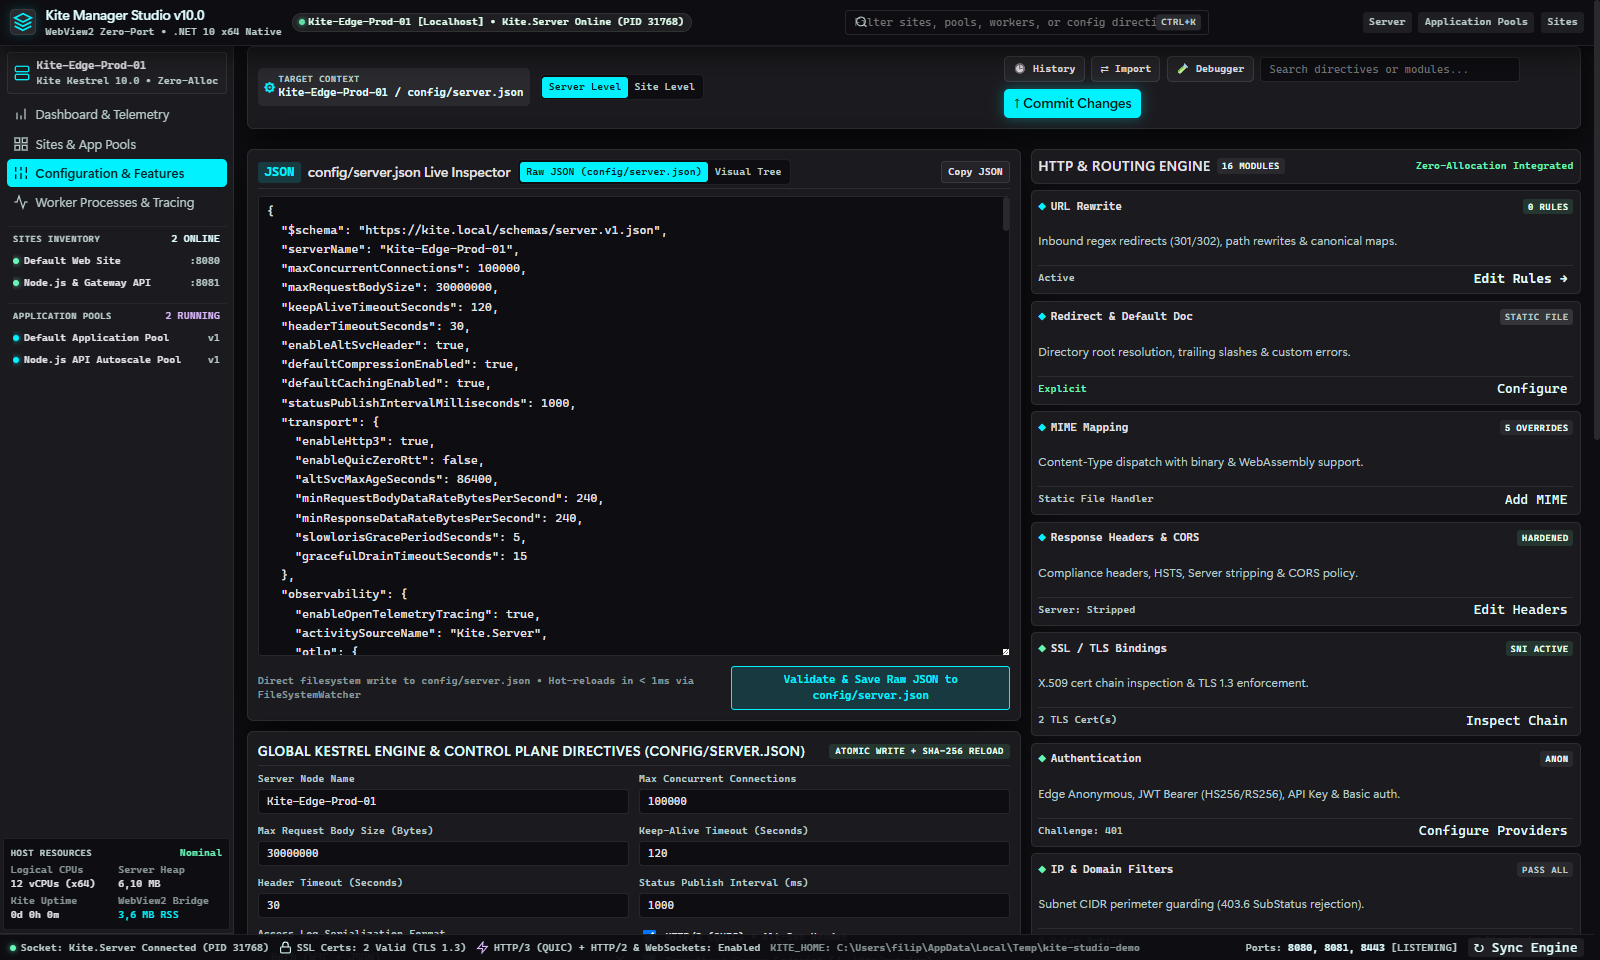 Kite Manager Studio v10.0
WebView2 Zero-Port • .NET 10 x64 Native
Kite-Edge-Prod-01 [Localhost] • Kite.Server Online (PID 31768)
filter sites, pools, workers, or config directi
CTRL+K
Server
Application Pools
Sites
Kite-Edge-Prod-01
Kite Kestrel 10.0 • Zero-Alloc
Dashboard & Telemetry
Sites & App Pools
Configuration & Features
Worker Processes & Tracing
SITES INVENTORY 2 ONLINE
Default Web Site :8080
Node.js & Gateway API :8081
APPLICATION POOLS 2 RUNNING
Default Application Pool v1
Node.js API Autoscale Pool v1
HOST RESOURCES Nominal
Logical CPUs Server Heap
12 vCPUs (x64) 6,10 MB
Kite Uptime WebView2 Bridge
0d 0h 0m 3,6 MB RSS
TARGET CONTEXT
Kite-Edge-Prod-01 / config/server.json
Server Level Site Level
History
⇄ Import
Debugger
Search directives or modules...
↑ Commit Changes
JSON config/server.json Live Inspector
Raw JSON (config/server.json) Visual Tree
Copy JSON
{
"$schema": "https://kite.local/schemas/server.v1.json",
"serverName": "Kite-Edge-Prod-01",
"maxConcurrentConnections": 100000,
"maxRequestBodySize": 30000000,
"keepAliveTimeoutSeconds": 120,
"headerTimeoutSeconds": 30,
"enableAltSvcHeader": true,
"defaultCompressionEnabled": true,
"defaultCachingEnabled": true,
"statusPublishIntervalMilliseconds": 1000,
"transport": {
"enableHttp3": true,
"enableQuicZeroRtt": false,
"altSvcMaxAgeSeconds": 86400,
"minRequestBodyDataRateBytesPerSecond": 240,
"minResponseDataRateBytesPerSecond": 240,
"slowlorisGracePeriodSeconds": 5,
"gracefulDrainTimeoutSeconds": 15
},
"observability": {
"enableOpenTelemetryTracing": true,
"activitySourceName": "Kite.Server",
"otlp": {
Direct filesystem write to config/server.json • Hot-reloads in < 1ms via
FileSystemWatcher
Validate & Save Raw JSON to
config/server.json
GLOBAL KESTREL ENGINE & CONTROL PLANE DIRECTIVES (CONFIG/SERVER.JSON)
ATOMIC WRITE + SHA-256 RELOAD
Server Node Name Max Concurrent Connections
Kite-Edge-Prod-01 100000
Max Request Body Size (Bytes) Keep-Alive Timeout (Seconds)
30000000 120
Header Timeout (Seconds) Status Publish Interval (ms)
30 1000
Access Log Serialization Format
HTTP & ROUTING ENGINE 16 MODULES Zero-Allocation Integrated
URL Rewrite 0 RULES
Inbound regex redirects (301/302), path rewrites & canonical maps.
Active Edit Rules →
Redirect & Default Doc STATIC FILE
Directory root resolution, trailing slashes & custom errors.
Explicit Configure
MIME Mapping 5 OVERRIDES
Content-Type dispatch with binary & WebAssembly support.
Static File Handler Add MIME
Response Headers & CORS HARDENED
Compliance headers, HSTS, Server stripping & CORS policy.
Server: Stripped Edit Headers
SSL / TLS Bindings SNI ACTIVE
X.509 cert chain inspection & TLS 1.3 enforcement.
2 TLS Cert(s) Inspect Chain
Authentication ANON
Edge Anonymous, JWT Bearer (HS256/RS256), API Key & Basic auth.
Challenge: 401 Configure Providers
IP & Domain Filters PASS ALL
Subnet CIDR perimeter guarding (403.6 SubStatus rejection).
Socket: Kite.Server Connected (PID 31768) SSL Certs: 2 Valid (TLS 1.3) HTTP/3 (QUIC) + HTTP/2 & WebSockets: Enabled KITE_HOME: C:\Users\filip\AppData\Local\Temp\kite-studio-demo
Ports: 8080, 8081, 8443 [LISTENING] ↻ Sync Engine